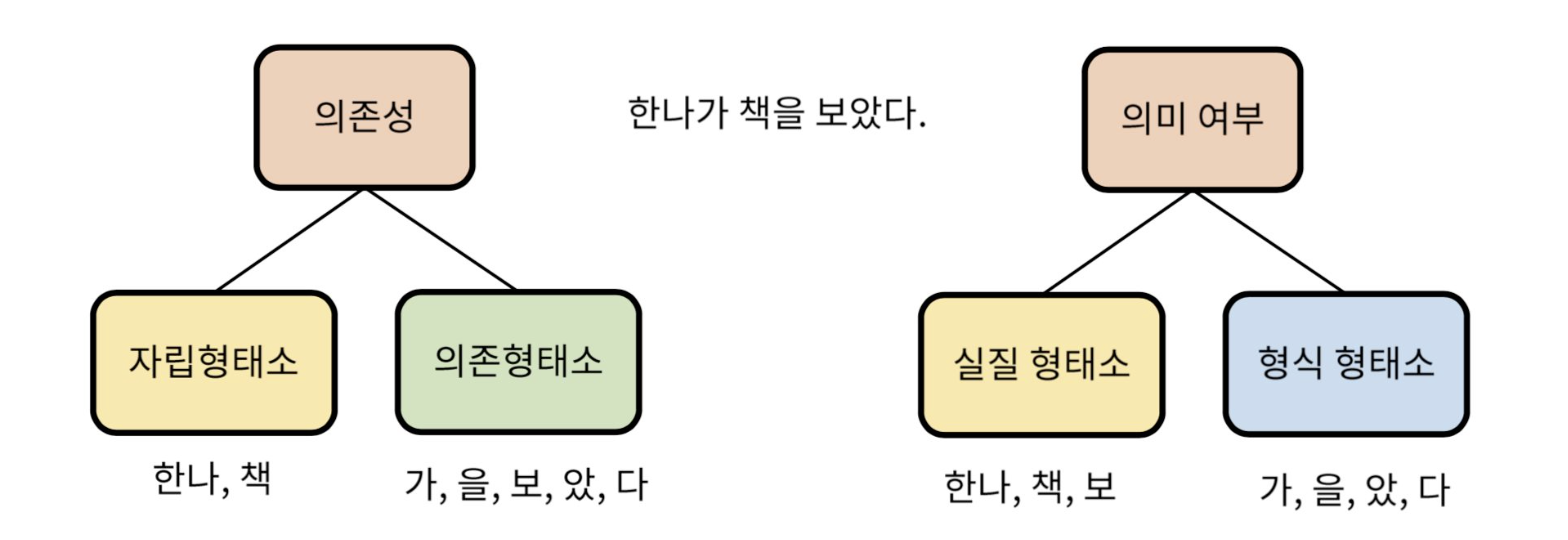 의존성
한나가 책을 보았다.
의미 여부
자립형태소
의존형태소
실질 형태소
형식 형태소
한나, 책
가, 을, 보, 았, 다
한나, 책, 보
가, 을, 았, 다